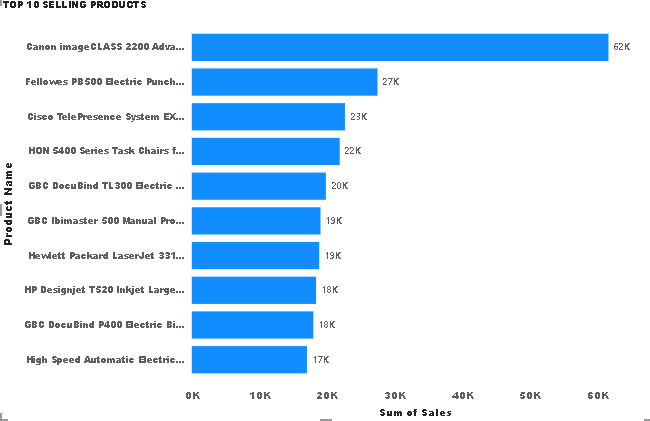 TOP 10 SELLING PRODUCTS
Canon imageCLASS 2200 Adva...
62K
Fellowes PB500 Electric Punch...
27K
Cisco TelePresence System EX...
23K
HON 5400 Series Task Chairs f...
22K
GBC DocuBind TL300 Electric ...
20K
GBC Ibimaster 500 Manual Pro...
19K
Hewlett Packard LaserJet 331...
19K
HP Designjet T520 Inkjet Large...
18K
GBC DocuBind P400 Electric Bi...
18K
High Speed Automatic Electric...
17K
Product Name
0K 10K 20K 30K 40K 50K 60K
Sum of Sales